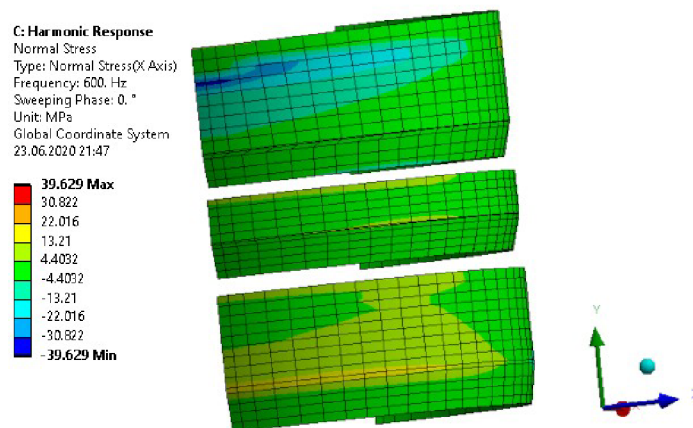 C: Harmonic Response
Normal Stress
Type: Normal Stress(X Axis)
Frequency: 600. Hz
Sweeping Phase: 0. °
Unit: MPa
Global Coordinate System
23.06.2020 21:47
39.629 Max
30.822
22.016
13.21
4.4032
-4.4032
-13.21
-22.016
-30.822
-39.629 Min
Y